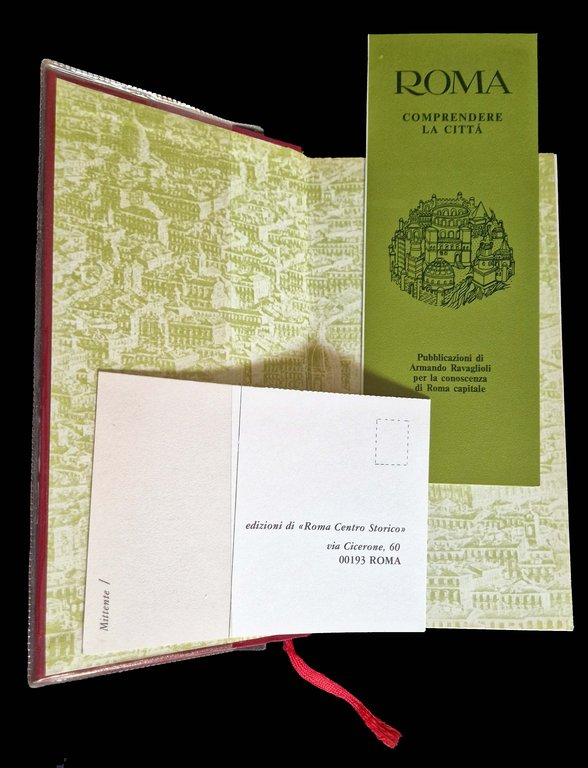 ROMA
COMPRENDERE
LA CITTÁ
Pubblicazioni di
Armando Ravaglioli
per la conoscenza
di Roma capitale
edizioni di «Roma Centro Storico»
via Cicerone, 60
00193 ROMA
Mittente /